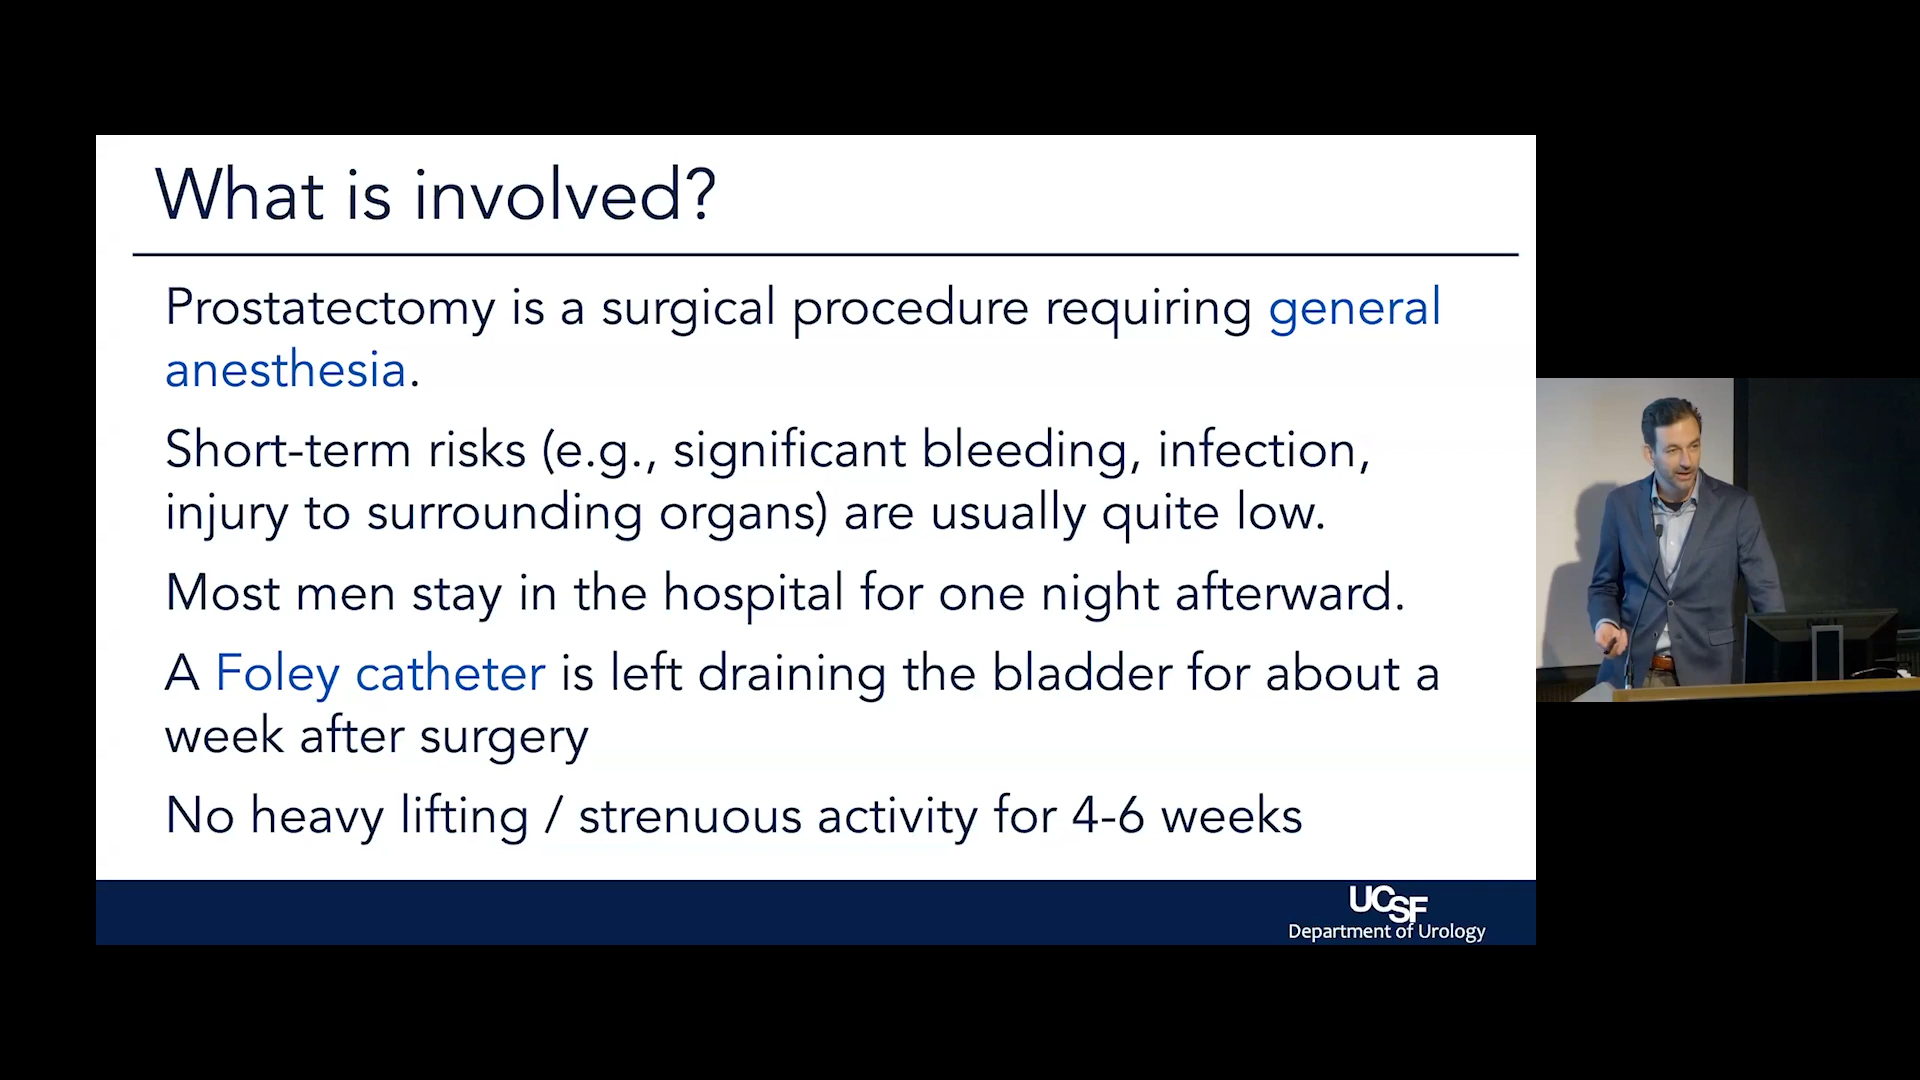 What is involved?
Prostatectomy is a surgical procedure requiring general
anesthesia.
Short-term risks (e.g., significant bleeding, infection,
injury to surrounding organs) are usually quite low.
Most men stay in the hospital for one night afterward.
A Foley catheter is left draining the bladder for about a
week after surgery
No heavy lifting / strenuous activity for 4-6 weeks
UCSF
Department of Urology